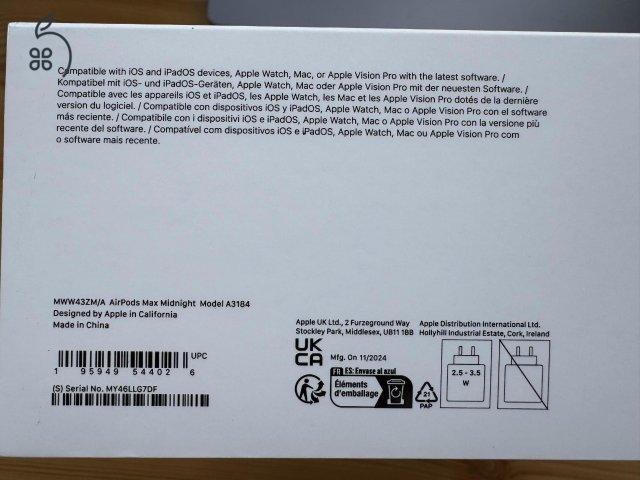 Compatible with iOS and iPadOS devices, Apple Watch, Mac, or Apple Vision Pro with the latest software. /
Kompatibel mit iOS- und iPadOS-Geräten, Apple Watch, Mac oder Apple Vision Pro mit der neuesten Software. /
Compatible avec les appareils iOS et iPadOS, les Apple Watch, les Mac et les Apple Vision Pro dotés de la dernière
version du logiciel. / Compatible con dispositivos iOS y iPadOS, Apple Watch, Mac o Apple Vision Pro con el software
más reciente. / Compatibile con i dispositivi iOS e iPadOS, Apple Watch, Mac o Apple Vision Pro con la versione più
recente del software. / Compatível com dispositivos iOS e iPadOS, Apple Watch, Mac ou Apple Vision Pro com
o software mais recente.
MWW43ZM/A AirPods Max Midnight Model A3184
Designed by Apple in California
Made in China
UPC
1 95949 54402 6
(S) Serial No. MY46LLG7DF
Apple UK Ltd., 2 Furzeground Way
Stockley Park, Middlesex, UB11 1BB
Apple Distribution International Ltd.
Hollyhill Industrial Estate, Cork, Ireland
UK
CA
Mfg. On 11/2024
FR ES: Envase al azul
Éléments
d'emballage
21
PAP
2.5 - 3.5
W